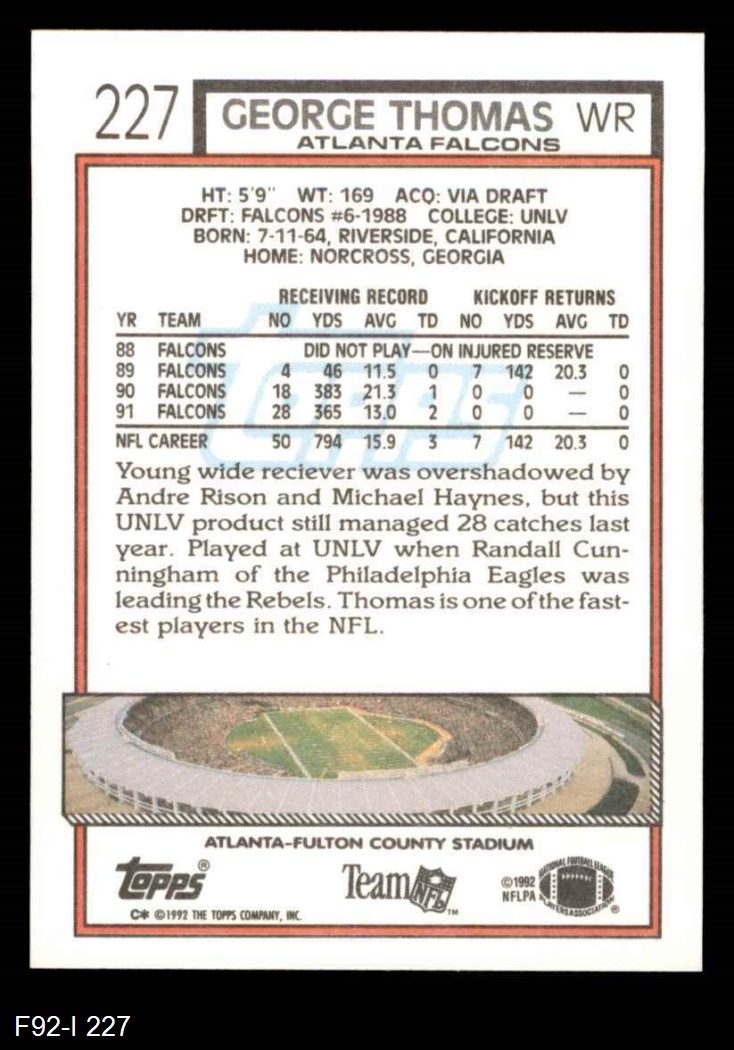 227 GEORGE THOMAS WR
ATLANTA FALCONS
HT: 5'9" WT: 169 ACQ: VIA DRAFT
DRFT: FALCONS #6-1988 COLLEGE: UNLV
BORN: 7-11-64, RIVERSIDE, CALIFORNIA
HOME: NORCROSS, GEORGIA
RECEIVING RECORD KICKOFF RETURNS
YR TEAM NO YDS AVG TD NO YDS AVG TD
88 FALCONS DID NOT PLAY—ON INJURED RESERVE
89 FALCONS 4 46 11.5 0 7 142 20.3 0
90 FALCONS 18 383 21.3 1 0 0 — 0
91 FALCONS 28 365 13.0 2 0 0 — 0
NFL CAREER 50 794 15.9 3 7 142 20.3 0
topps
Young wide reciever was overshadowed by
Andre Rison and Michael Haynes, but this
UNLV product still managed 28 catches last
year. Played at UNLV when Randall Cun-
ningham of the Philadelphia Eagles was
leading the Rebels. Thomas is one of the fast-
est players in the NFL.
ATLANTA-FULTON COUNTY STADIUM
topps®
C* ©1992 THE TOPPS COMPANY, INC.
Team NFL ™
©1992
NFLPA
NATIONAL FOOTBALL LEAGUE
PLAYERS ASSOCIATION ®
F92-I 227